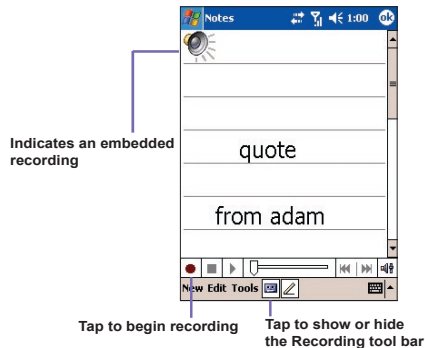 Notes 1:00 ok
Indicates an embedded
recording
quote
from adam
New Edit Tools
Tap to begin recording
Tap to show or hide
the Recording tool bar